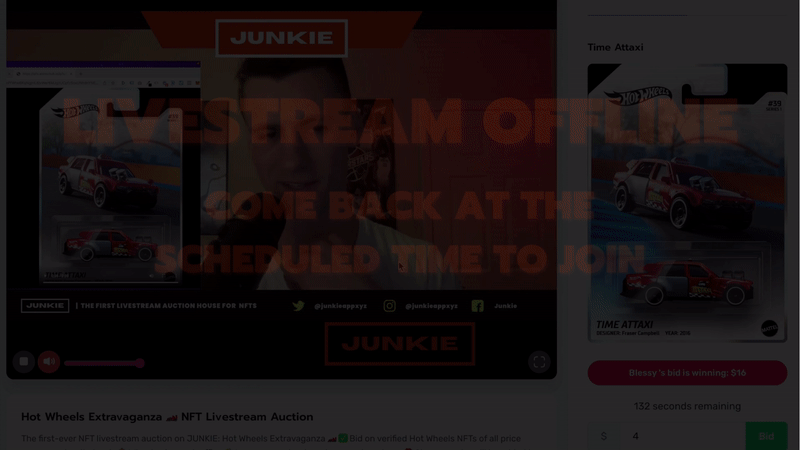 JUNKIE
LIVESTREAM OFFLINE
COME BACK AT THE
SCHEDULED TIME TO JOIN
JUNKIE | THE FIRST LIVESTREAM AUCTION HOUSE FOR NFTS @junkieappxyz @junkieappxyz Junkie
JUNKIE
Hot Wheels Extravaganza NFT Livestream Auction
The first-ever NFT livestream auction on JUNKIE: Hot Wheels Extravaganza Bid on verified Hot Wheels NFTs of all price
Time Attaxi
HOT WHEELS
TIME ATTAXI
Blessy 's bid is winning: $16
132 seconds remaining
$ 4 Bid